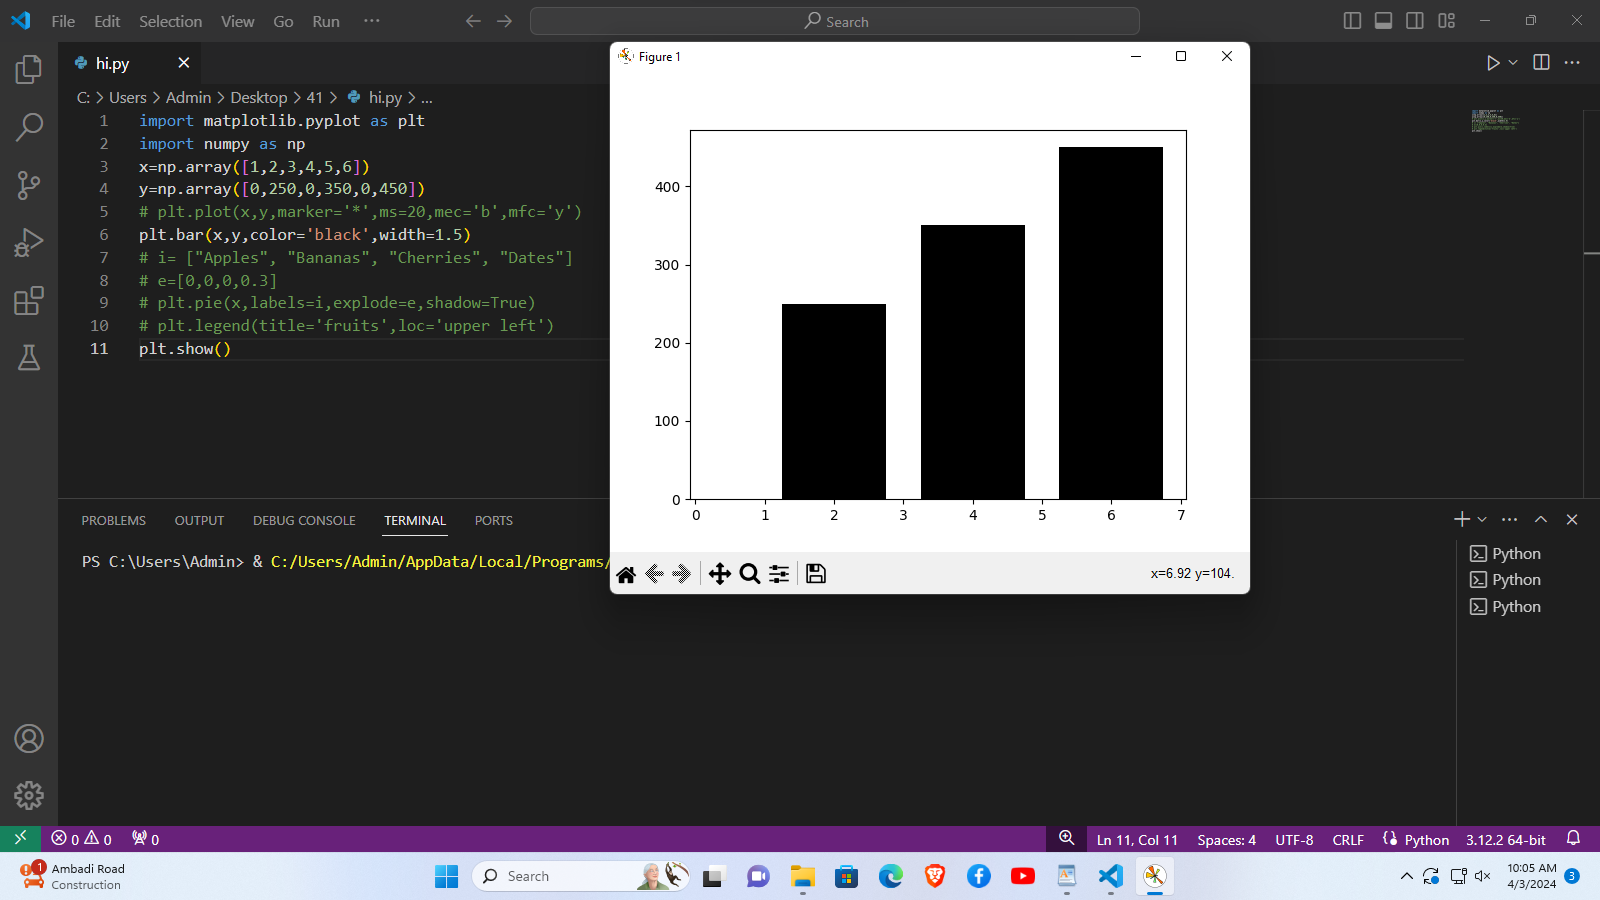 File Edit Selection View Go Run ···
Search
hi.py
C: > Users > Admin > Desktop > 41 > hi.py > ...
1 import matplotlib.pyplot as plt
2 import numpy as np
3 x=np.array([1,2,3,4,5,6])
4 y=np.array([0,250,0,350,0,450])
5 # plt.plot(x,y,marker='*',ms=20,mec='b',mfc='y')
6 plt.bar(x,y,color='black',width=1.5)
7 # i= ["Apples", "Bananas", "Cherries", "Dates"]
8 # e=[0,0,0,0.3]
9 # plt.pie(x,labels=i,explode=e,shadow=True)
10 # plt.legend(title='fruits',loc='upper left')
11 plt.show()
Figure 1
400
300
200
100
0
0 1 2 3 4 5 6 7
x=6.92 y=104.
PROBLEMS OUTPUT DEBUG CONSOLE TERMINAL PORTS
PS C:\Users\Admin> & C:/Users/Admin/AppData/Local/Programs/
Python
Python
Python
0 0 0
Ln 11, Col 11 Spaces: 4 UTF-8 CRLF Python 3.12.2 64-bit
1
Ambadi Road
Construction
Search
10:05 AM
4/3/2024
3